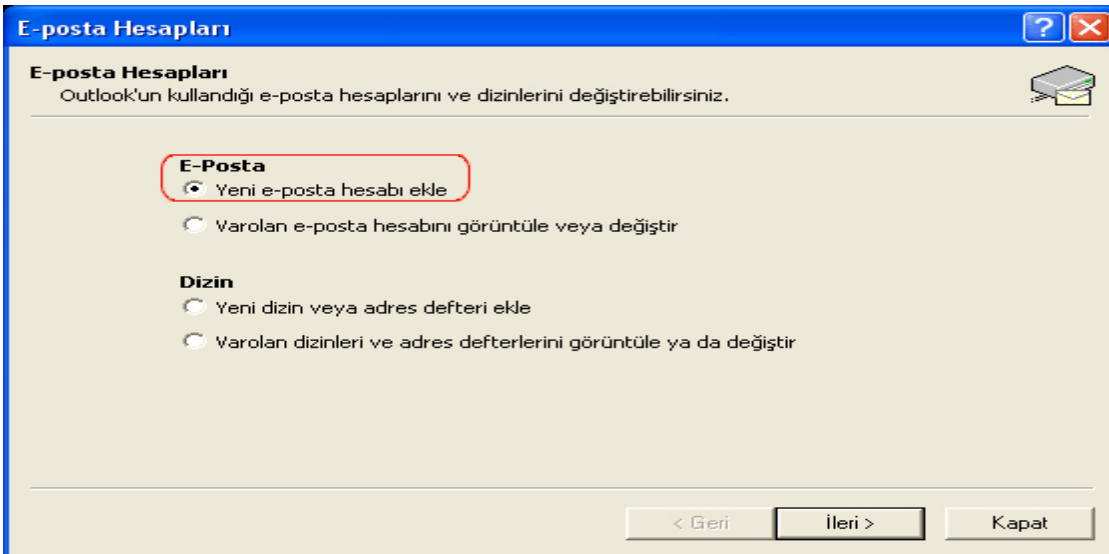 E-posta Hesapları
E-posta Hesapları
Outlook'un kullandığı e-posta hesaplarını ve dizinlerini değiştirebilirsiniz.
E-Posta
Yeni e-posta hesabı ekle
Varolan e-posta hesabını görüntüle veya değiştir
Dizin
Yeni dizin veya adres defteri ekle
Varolan dizinleri ve adres defterlerini görüntüle ya da değiştir
< Geri İleri > Kapat